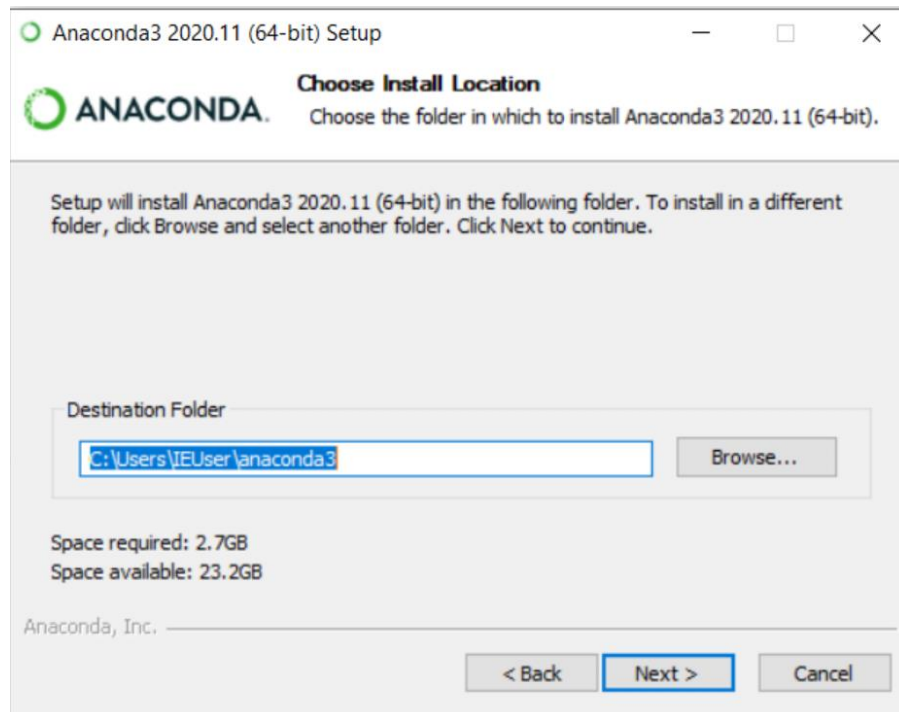 Anaconda3 2020.11 (64-bit) Setup
ANACONDA.
Choose Install Location
Choose the folder in which to install Anaconda3 2020.11 (64-bit).
Setup will install Anaconda3 2020.11 (64-bit) in the following folder. To install in a different
folder, click Browse and select another folder. Click Next to continue.
Destination Folder
C:\Users\IEUser\anaconda3
Browse...
Space required: 2.7GB
Space available: 23.2GB
Anaconda, Inc.
< Back
Next >
Cancel